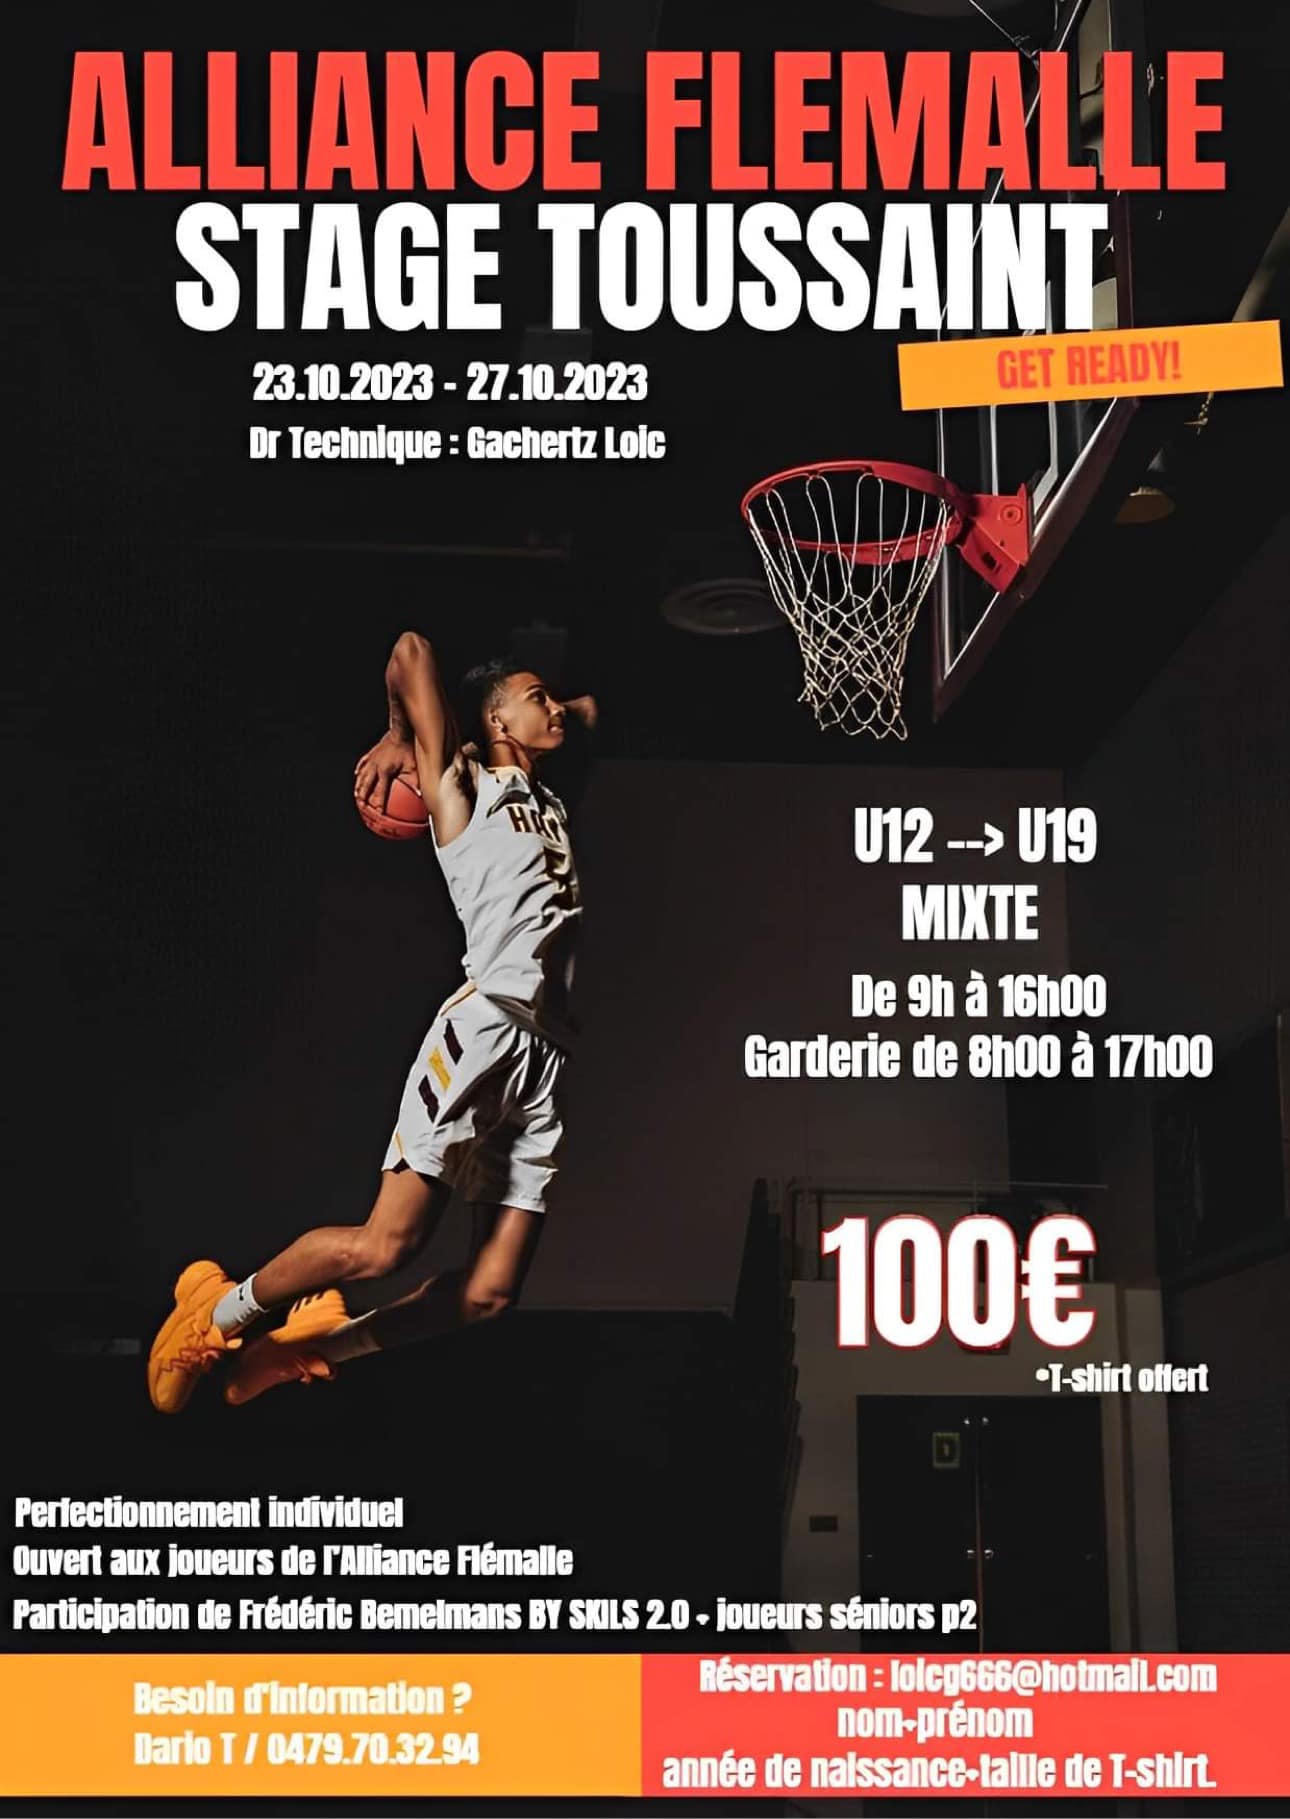 ALLIANCE FLEMALLE
STAGE TOUSSAINT
GET READY!
23.10.2023 - 27.10.2023
Dr Technique : Gachertz Loic
U12 --> U19
MIXTE
De 9h à 16h00
Garderie de 8h00 à 17h00
100€
•T-shirt offert
Perfectionnement individuel
Ouvert aux joueurs de l'Alliance Flémalle
Participation de Frédéric Bemelmans BY SKILS 2.0 + joueurs séniors p2
Besoin d'information ?
Dario T / 0479.70.32.94
Réservation : loicg666@hotmail.com
nom+prénom
année de naissance+taille de T-shirt.